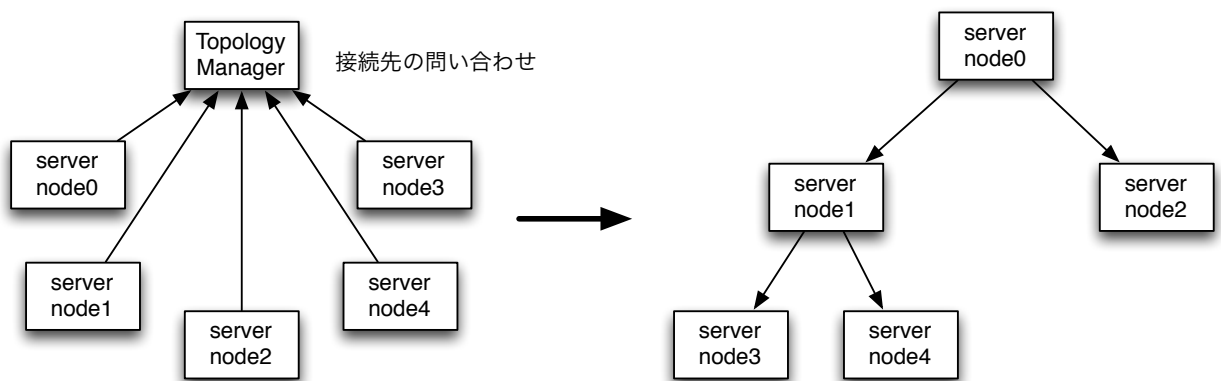 Topology
Manager
接続先の問い合わせ
server
node0
server
node3
server
node1
server
node4
server
node2
server
node0
server
node1
server
node2
server
node3
server
node4